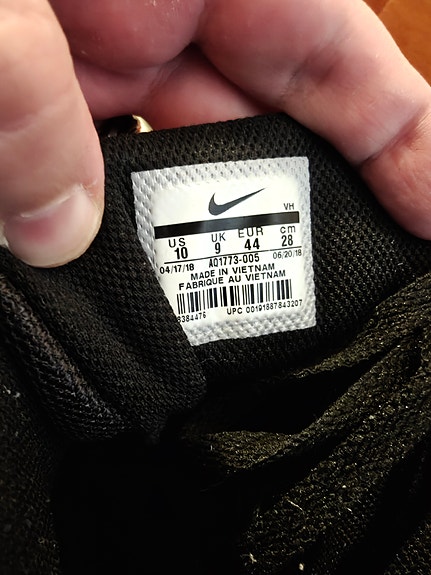 VH
US UK EUR cm
10 9 44 28
04/17/18 AQ1773-005 06/20/18
MADE IN VIETNAM
FABRIQUE AU VIETNAM
8384476 UPC 00191887843207